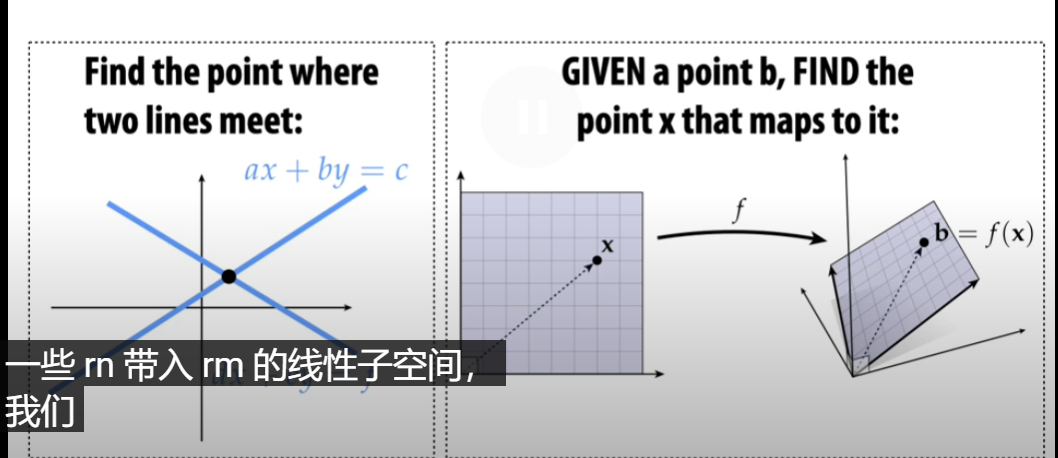 Find the point where
two lines meet:
ax + by = c
GIVEN a point b, FIND the
point x that maps to it:
x
f
b = f(x)
一些 rn 带入 rm 的线性子空间，
我们